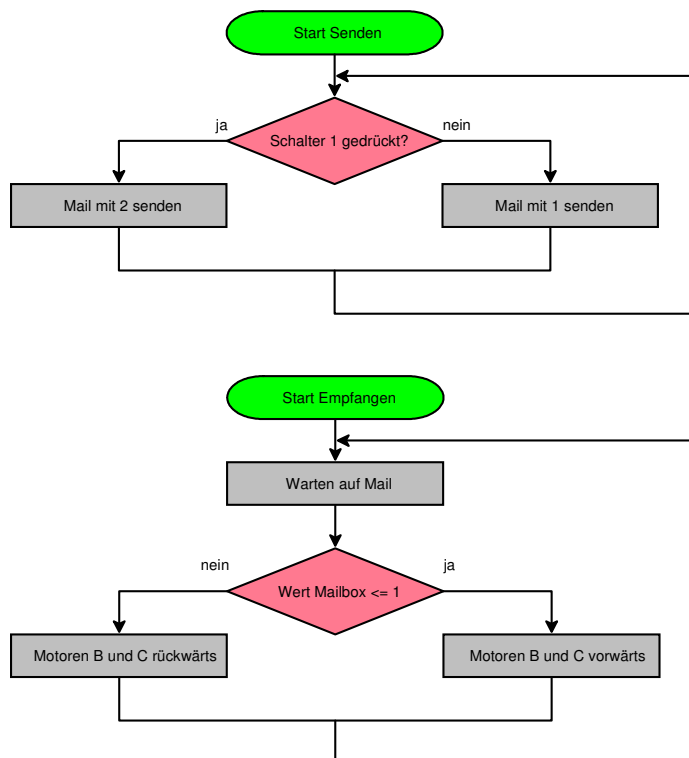 Start Senden
ja
nein
Schalter 1 gedrückt?
Mail mit 2 senden
Mail mit 1 senden
Start Empfangen
Warten auf Mail
nein
ja
Wert Mailbox <= 1
Motoren B und C rückwärts
Motoren B und C vorwärts